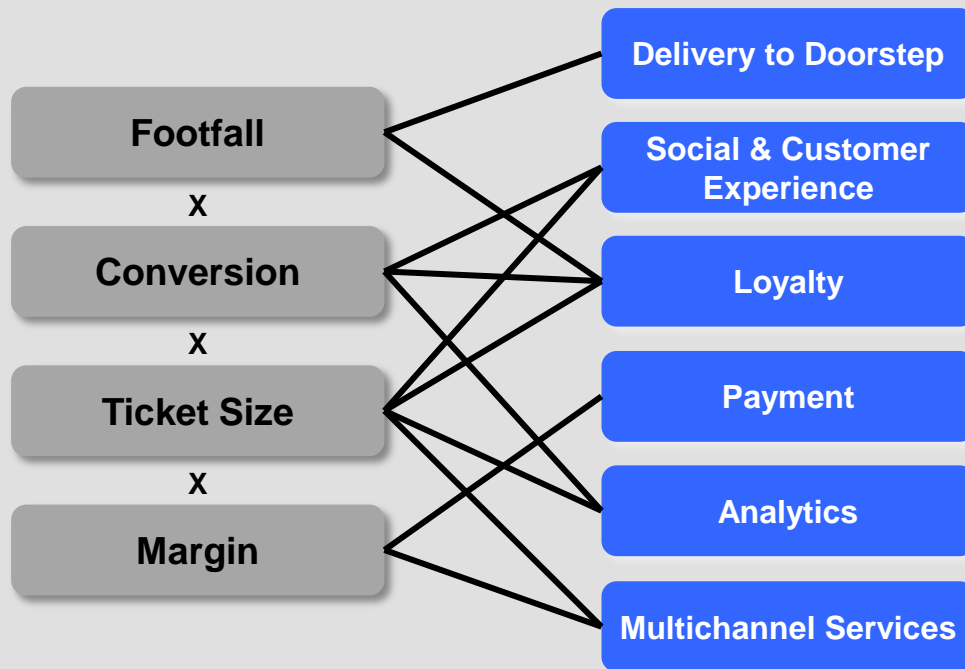 Footfall
X
Conversion
X
Ticket Size
X
Margin
Delivery to Doorstep
Social & Customer
Experience
Loyalty
Payment
Analytics
Multichannel Services